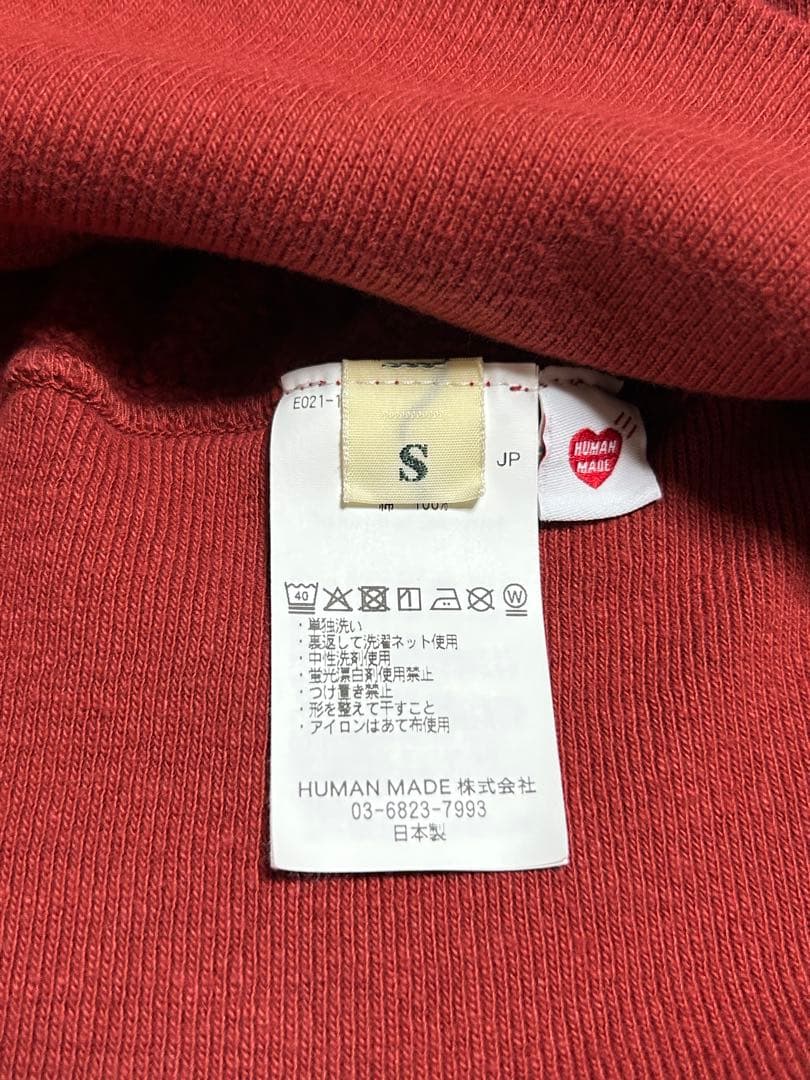 E021-1
S
JP
HUMAN
MADE
綿 100%
40
W
・単独洗い
・裏返して洗濯ネット使用
・中性洗剤使用
・蛍光漂白剤使用禁止
・つけ置き禁止
・形を整えて干すこと
・アイロンはあて布使用
HUMAN MADE 株式会社
03-6823-7993
日本製